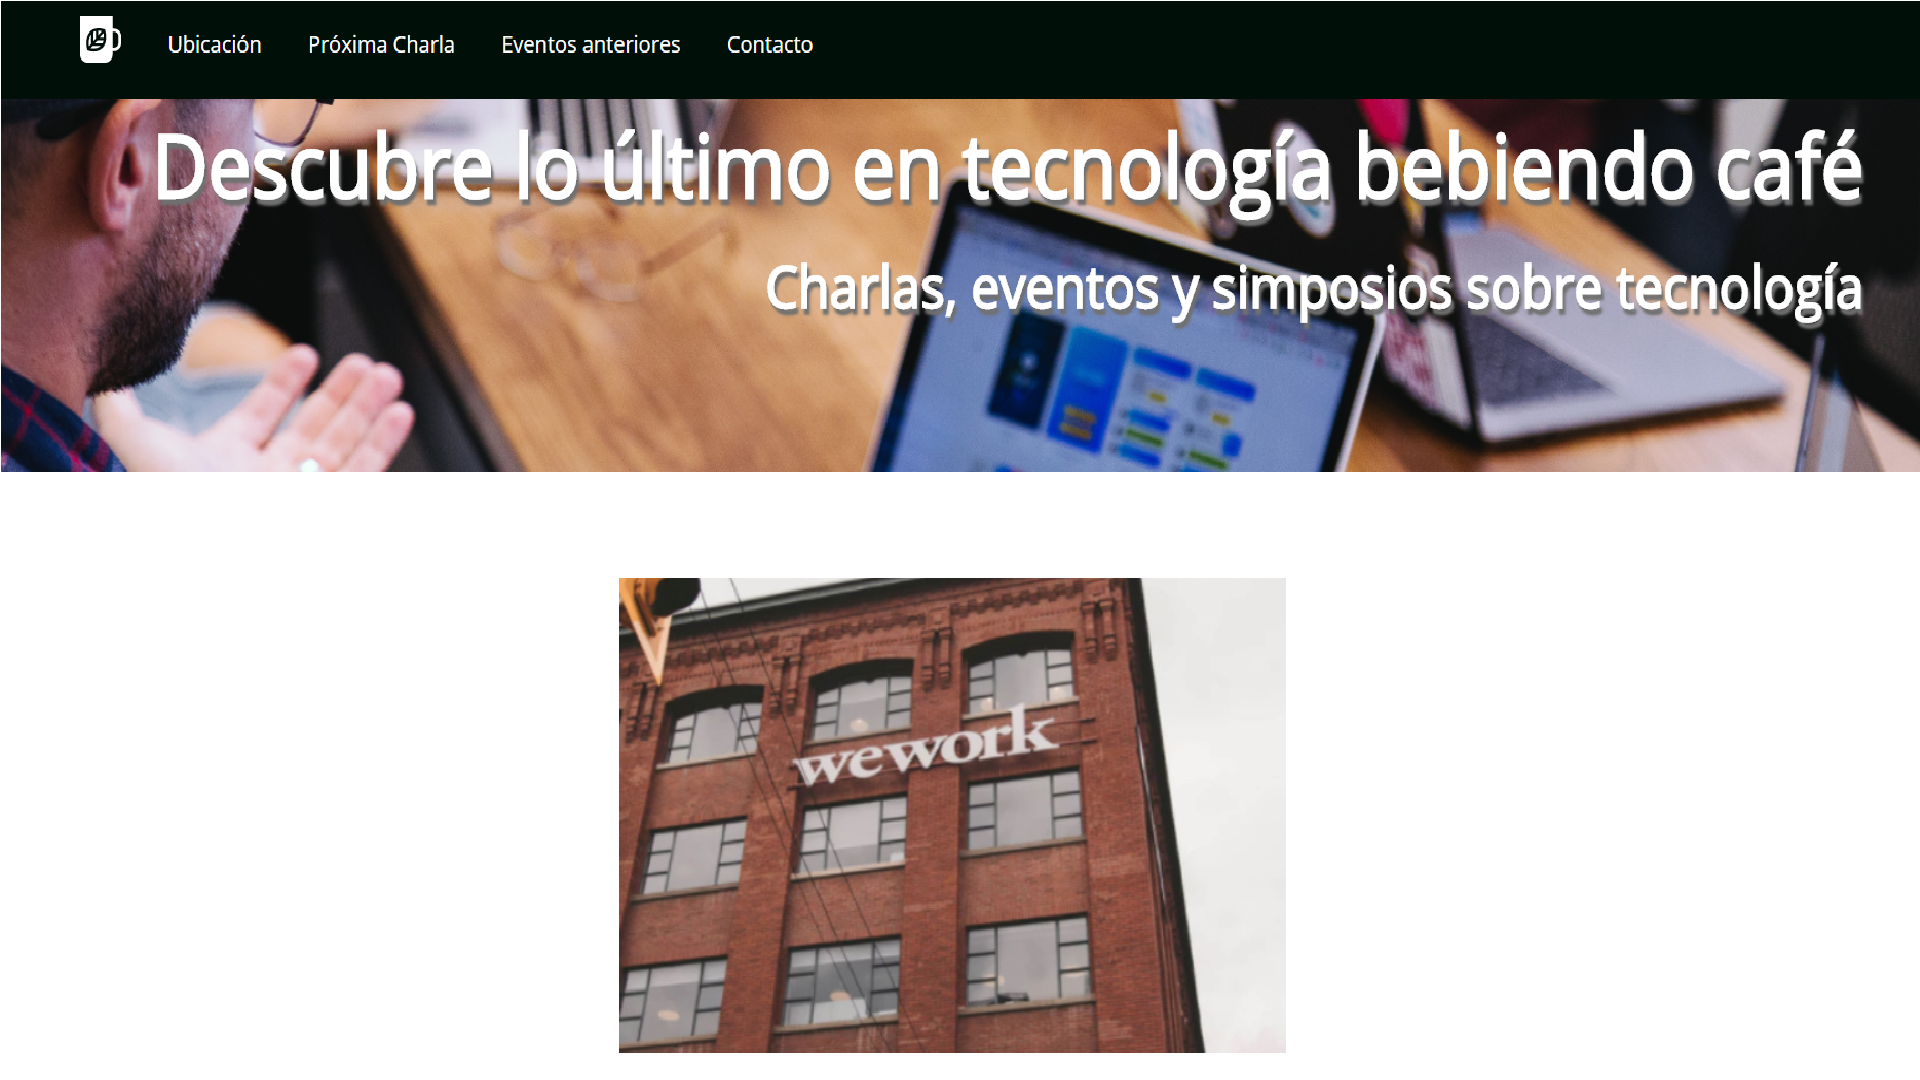 Ubicación
Próxima Charla
Eventos anteriores
Contacto
Descubre lo último en tecnología bebiendo café
Charlas, eventos y simposios sobre tecnología
wework